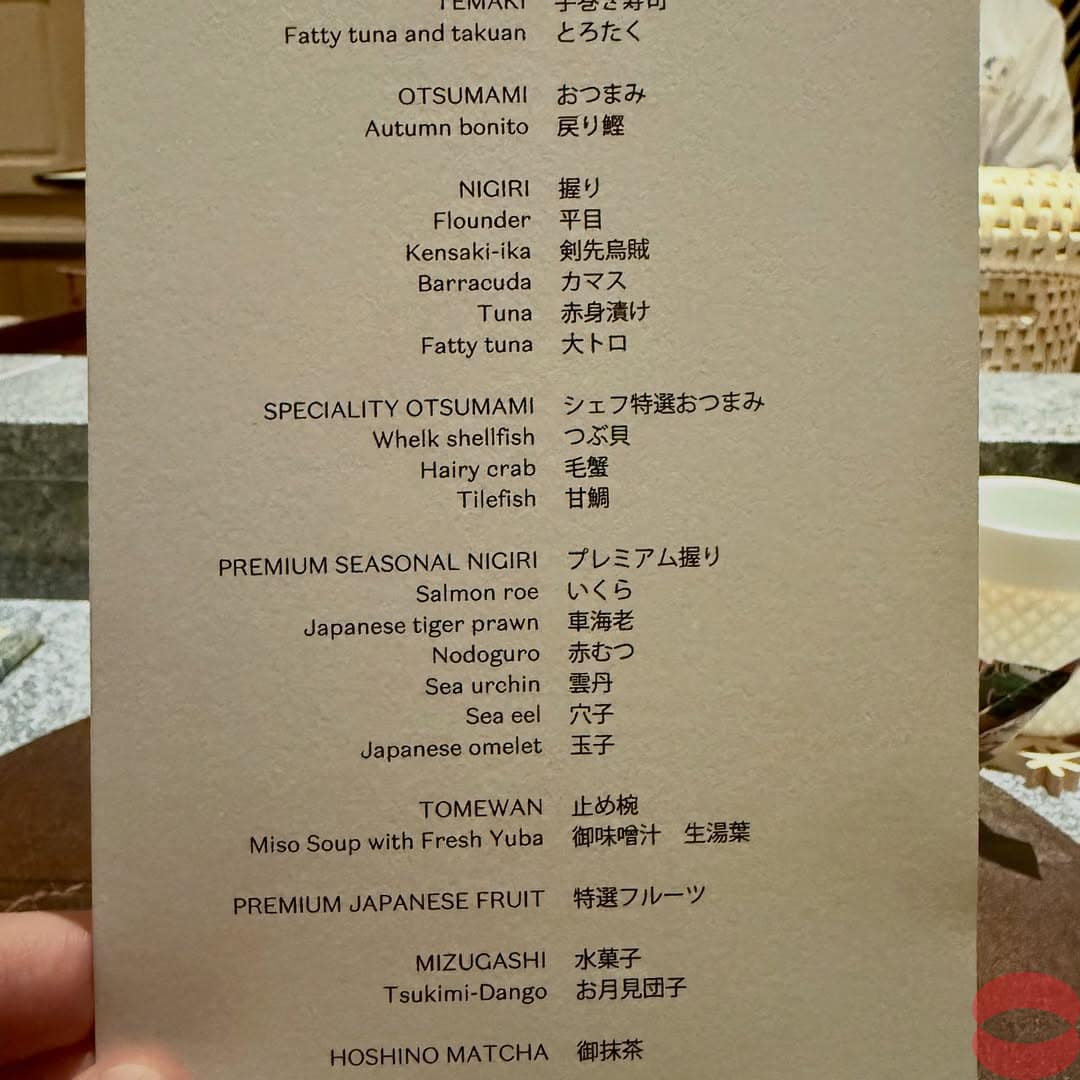 TEMAKI 手巻き寿司
Fatty tuna and takuan とろたく
OTSUMAMI おつまみ
Autumn bonito 戻り鰹
NIGIRI 握り
Flounder 平目
Kensaki-ika 剣先烏賊
Barracuda カマス
Tuna 赤身漬け
Fatty tuna 大トロ
SPECIALITY OTSUMAMI シェフ特選おつまみ
Whelk shellfish つぶ貝
Hairy crab 毛蟹
Tilefish 甘鯛
PREMIUM SEASONAL NIGIRI プレミアム握り
Salmon roe いくら
Japanese tiger prawn 車海老
Nodoguro 赤むつ
Sea urchin 雲丹
Sea eel 穴子
Japanese omelet 玉子
TOMEWAN 止め椀
Miso Soup with Fresh Yuba 御味噌汁 生湯葉
PREMIUM JAPANESE FRUIT 特選フルーツ
MIZUGASHI 水菓子
Tsukimi-Dango お月見団子
HOSHINO MATCHA 御抹茶